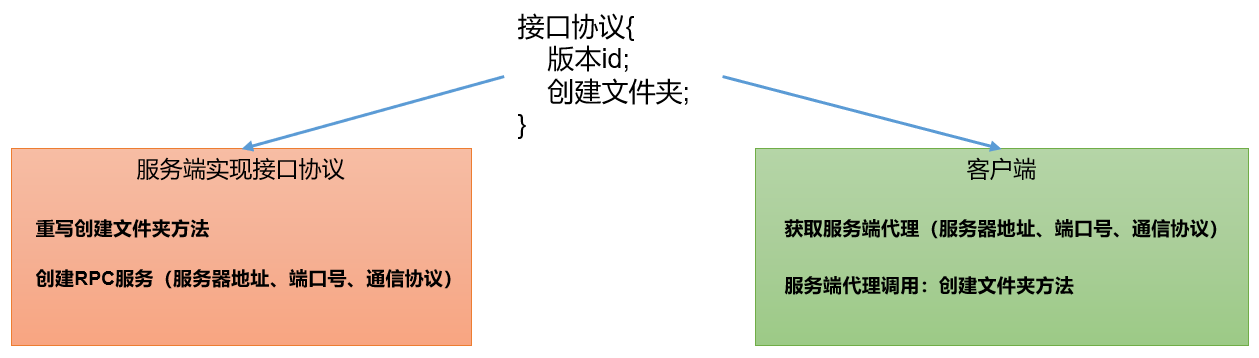 接口协议{
版本id;
创建文件夹;
}
服务端实现接口协议
重写创建文件夹方法
创建RPC服务（服务器地址、端口号、通信协议）
客户端
获取服务端代理（服务器地址、端口号、通信协议）
服务端代理调用：创建文件夹方法